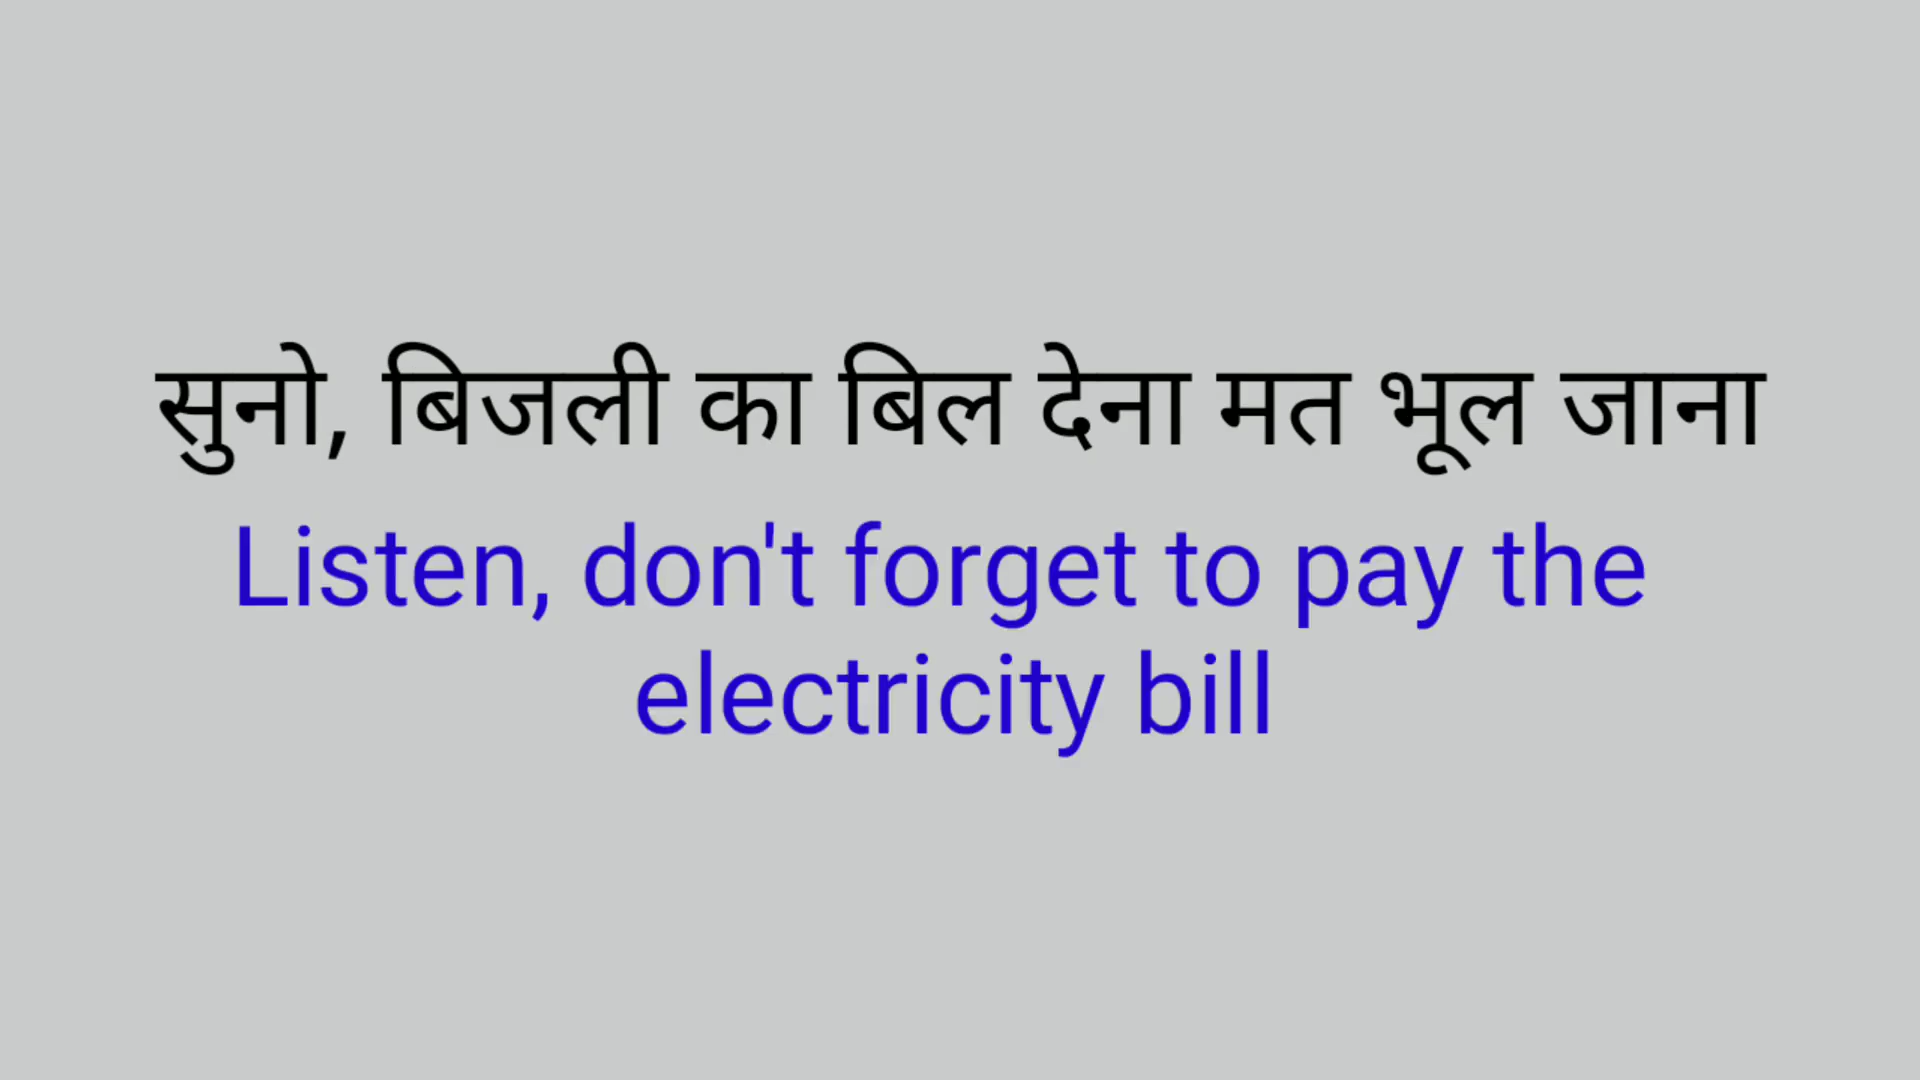 सुनो, बिजली का बिल देना मत भूल जाना
Listen, don't forget to pay the
electricity bill